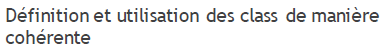 Définition et utilisation des class de manière
cohérente